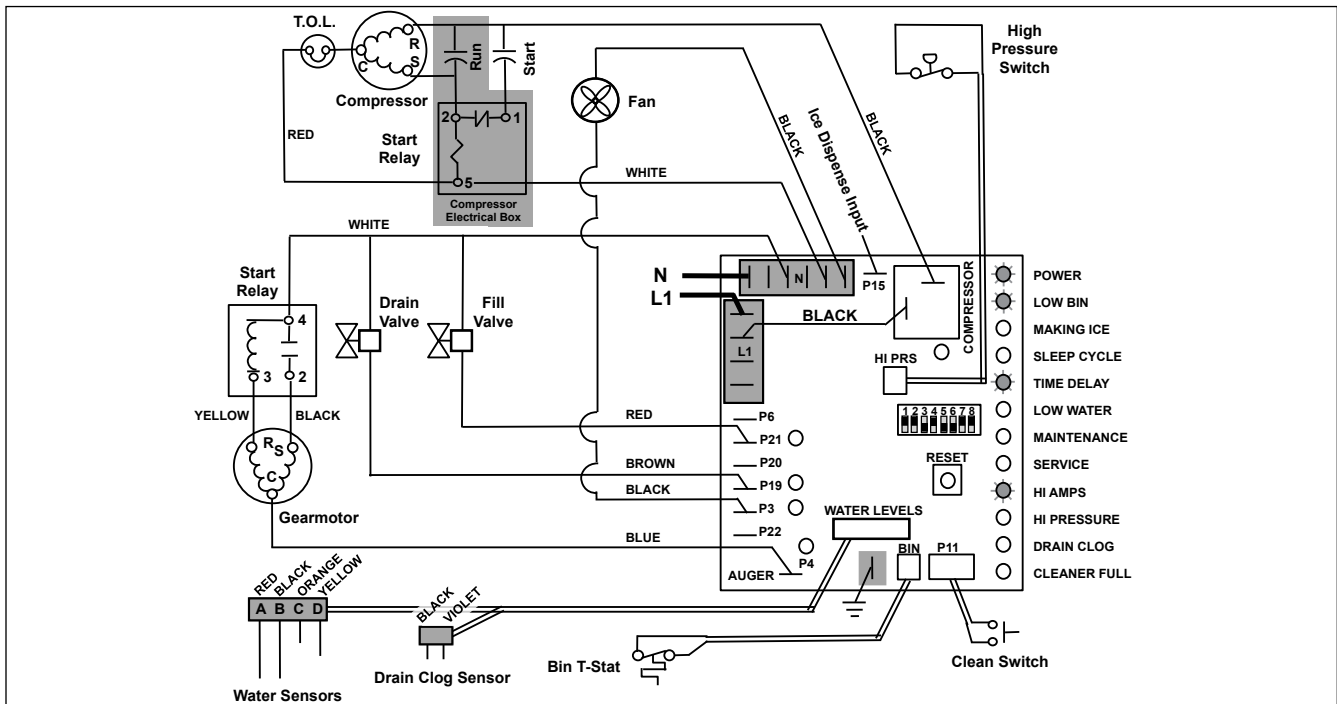 T.O.L.
R
S
C
Compressor
Run
Start
RED
2
1
Start
Relay
5
Compressor
Electrical Box
Fan
WHITE
BLACK
Ice Dispense Input
BLACK
High
Pressure
Switch
WHITE
Start
Relay
4
3
2
YELLOW
BLACK
R
S
C
Gearmotor
Drain
Valve
Fill
Valve
N
L1
N
P15
BLACK
L1
COMPRESSOR
HI PRS
1 2 3 4 5 6 7 8
RESET
RED
BROWN
BLACK
BLUE
P6
P21
P20
P19
P3
P22
P4
AUGER
WATER LEVELS
BIN
P11
POWER
LOW BIN
MAKING ICE
SLEEP CYCLE
TIME DELAY
LOW WATER
MAINTENANCE
SERVICE
HI AMPS
HI PRESSURE
DRAIN CLOG
CLEANER FULL
RED
BLACK
ORANGE
YELLOW
A B C D
Water Sensors
BLACK
VIOLET
Drain Clog Sensor
Bin T-Stat
Clean Switch